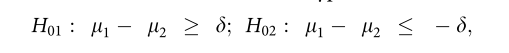 H₀₁ : μ₁ − μ₂ ≥ δ; H₀₂ : μ₁ − μ₂ ≤ − δ,